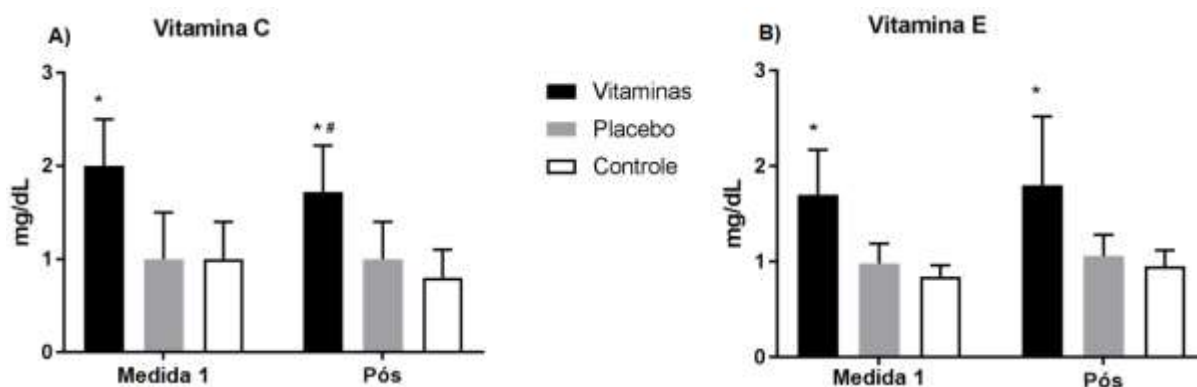 A)
Vitamina C
mg/dL
3
2
1
0
*
* #
Medida 1
Pós
Vitaminas
Placebo
Controle
B)
Vitamina E
mg/dL
3
2
1
0
*
*
Medida 1
Pós